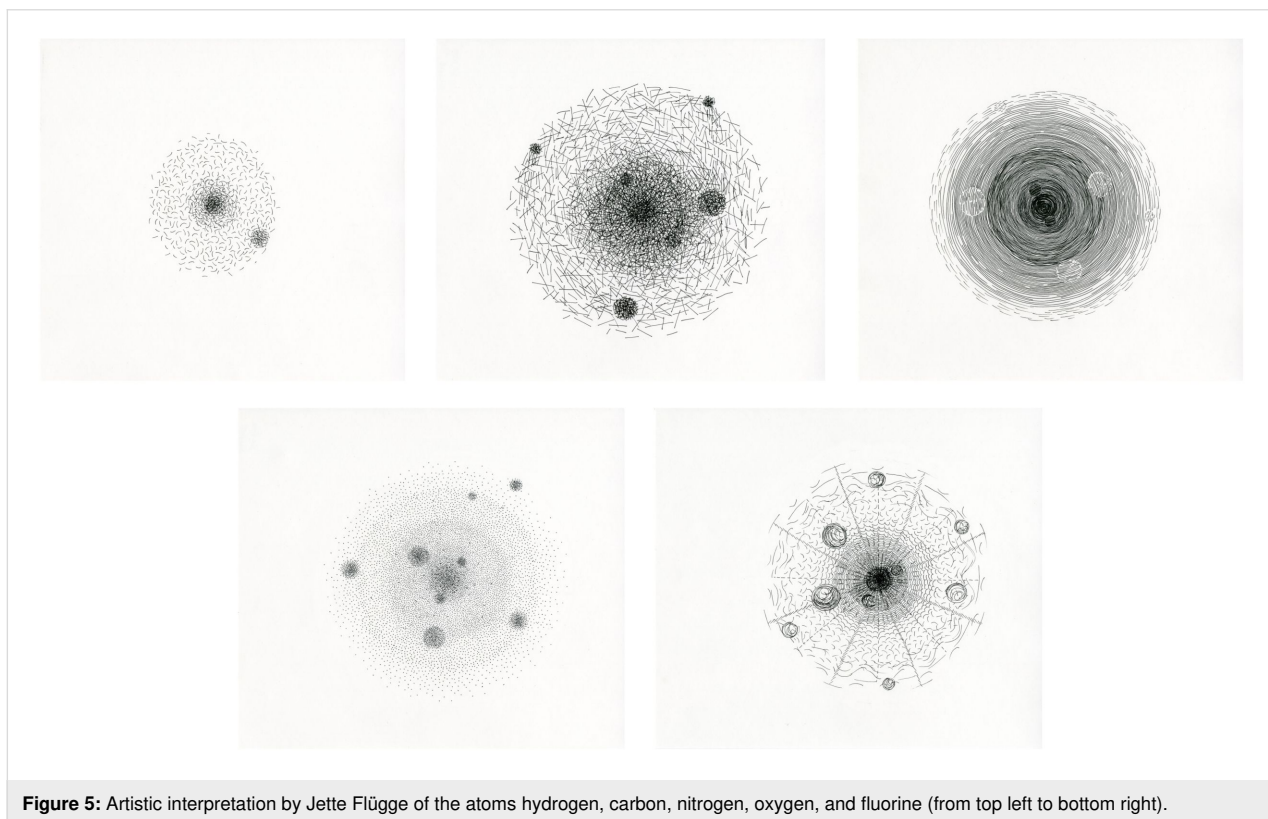 Figure 5: Artistic interpretation by Jette Flügge of the atoms hydrogen, carbon, nitrogen, oxygen, and fluorine (from top left to bottom right).